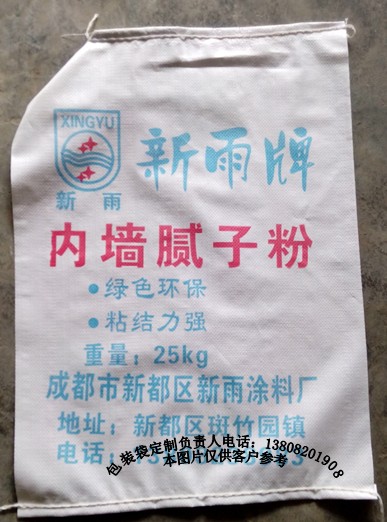 XINGYU
新雨
新雨牌
内墙腻子粉
•绿色环保
•粘结力强
重量:25kg
成都市新都区新雨涂料厂
地址:新都区斑竹园镇
电话:
包装袋定制负责人电话:13808201908
本图片仅供客户参考